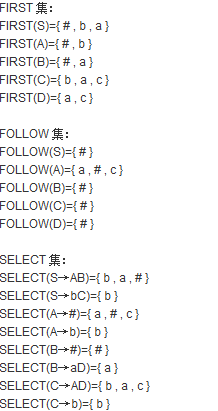 FIRST 集：
FIRST(S)={ # , b , a }
FIRST(A)={ # , b }
FIRST(B)={ # , a }
FIRST(C)={ b , a , c }
FIRST(D)={ a , c }
FOLLOW 集：
FOLLOW(S)={ # }
FOLLOW(A)={ a , # , c }
FOLLOW(B)={ # }
FOLLOW(C)={ # }
FOLLOW(D)={ # }
SELECT 集：
SELECT(S→AB)={ b , a , # }
SELECT(S→bC)={ b }
SELECT(A→#)={ a , # , c }
SELECT(A→b)={ b }
SELECT(B→#)={ # }
SELECT(B→aD)={ a }
SELECT(C→AD)={ b , a , c }
SELECT(C→b)={ b }